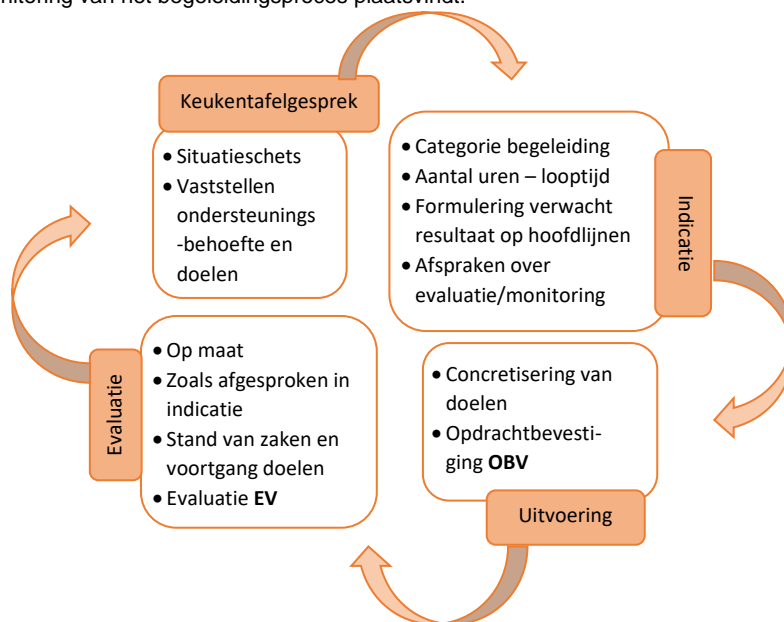 van het begeleidingsproces plaatsvindt.
Keukentafelgesprek
• Situatieschets
• Vaststellen
ondersteunings
-behoefte en
doelen
• Categorie begeleiding
• Aantal uren – looptijd
• Formulering verwacht
resultaat op hoofdlijnen
• Afspraken over
evaluatie/monitoring
Indicatie
• Concretisering van
doelen
• Opdrachtbevesti-
ging OBV
Uitvoering
• Op maat
• Zoals afgesproken in
indicatie
• Stand van zaken en
voortgang doelen
• Evaluatie EV
Evaluatie